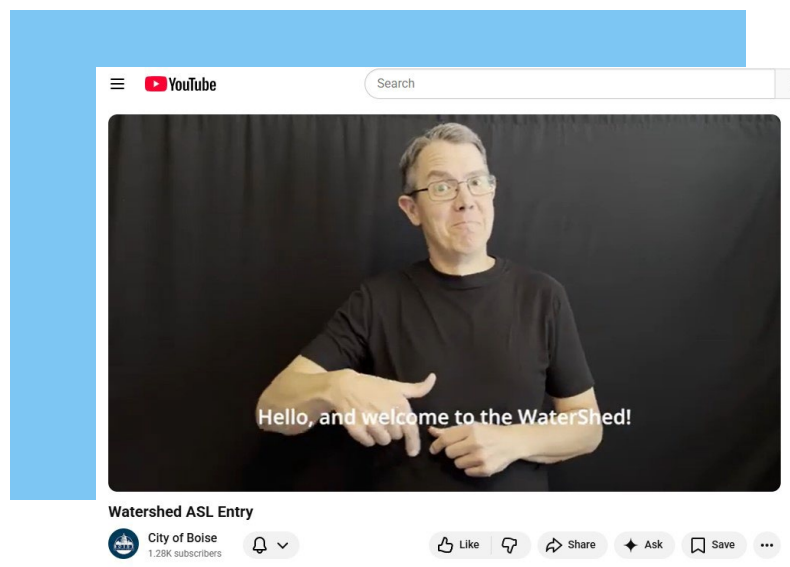 YouTube
Search
Hello, and welcome to the WaterShed!
Watershed ASL Entry
City of Boise
1.28K subscribers
Like
Share
Ask
Save